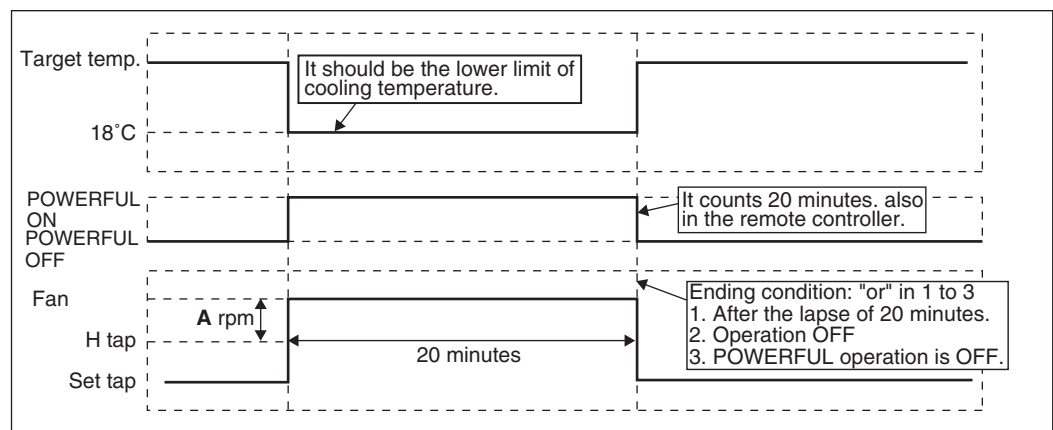 Target temp.
It should be the lower limit of
cooling temperature.
18˚C
POWERFUL
ON
POWERFUL
OFF
It counts 20 minutes. also
in the remote controller.
Fan
A rpm
H tap
20 minutes
Set tap
Ending condition: "or" in 1 to 3
1. After the lapse of 20 minutes.
2. Operation OFF
3. POWERFUL operation is OFF.